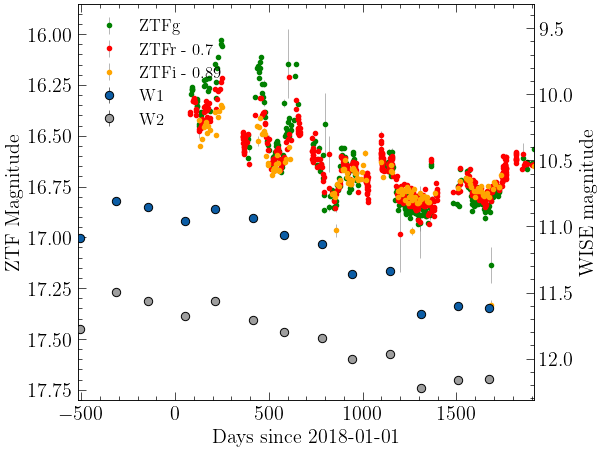 ZTFg
ZTFr - 0.7
ZTFi - 0.89
W1
W2
ZTF Magnitude
16.00
16.25
16.50
16.75
17.00
17.25
17.50
17.75
WISE magnitude
9.5
10.0
10.5
11.0
11.5
12.0
−500
0
500
1000
1500
Days since 2018-01-01